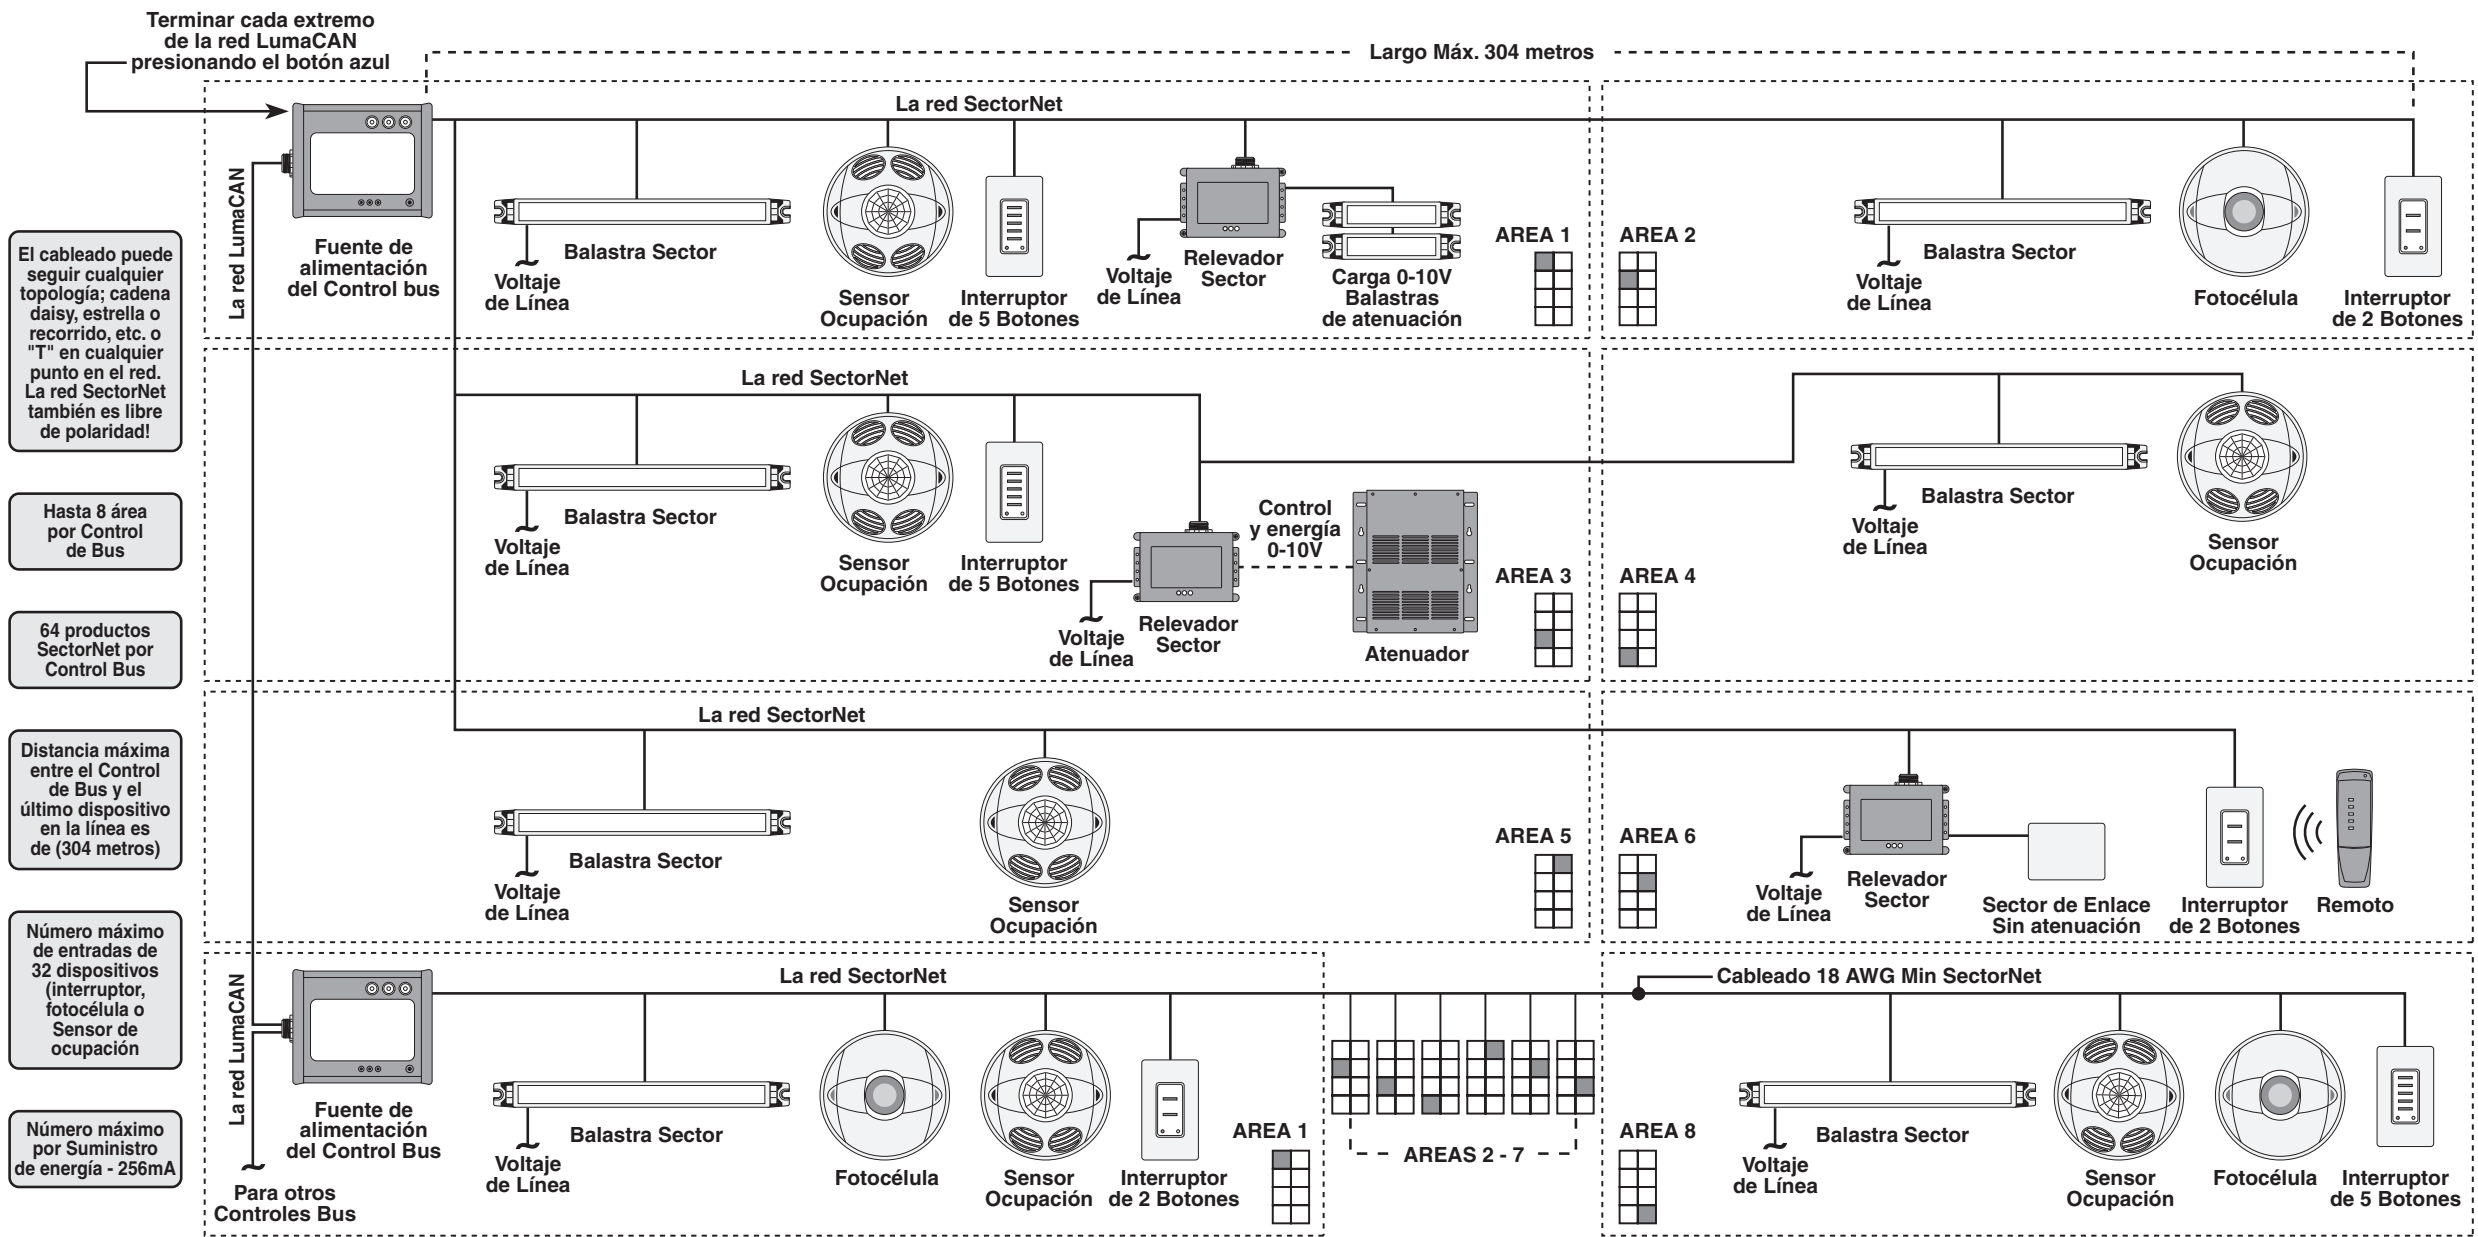 Terminar cada extremo
de la red LumaCAN
presionando el botón azul
Largo Máx. 304 metros
La red SectorNet
La red LumaCAN
Fuente de
alimentación
del Control bus
Voltaje
de Línea
Balastra Sector
Sensor
Ocupación
Interruptor
de 5 Botones
Voltaje
de Línea
Relevador
Sector
Carga 0-10V
Balastras
de atenuación
AREA 1
AREA 2
Voltaje
de Línea
Balastra Sector
Fotocélula
Interruptor
de 2 Botones
El cableado puede
seguir cualquier
topología; cadena
daisy, estrella o
recorrido, etc. o
"T" en cualquier
punto en el red.
La red SectorNet
también es libre
de polaridad!
Hasta 8 área
por Control
de Bus
64 productos
SectorNet por
Control Bus
Distancia máxima
entre el Control
de Bus y el
último dispositivo
en la línea es
de (304 metros)
Número máximo
de entradas de
32 dispositivos
(interruptor,
fotocélula o
Sensor de
ocupación
Número máximo
por Suministro
de energía - 256mA
La red SectorNet
Voltaje
de Línea
Balastra Sector
Sensor
Ocupación
Interruptor
de 5 Botones
Voltaje
de Línea
Relevador
Sector
Control
y energía
0-10V
Atenuador
AREA 3
AREA 4
Voltaje
de Línea
Balastra Sector
Sensor
Ocupación
La red SectorNet
Voltaje
de Línea
Balastra Sector
Sensor
Ocupación
AREA 5
AREA 6
Voltaje
de Línea
Relevador
Sector
Sector de Enlace
Sin atenuación
Interruptor
de 2 Botones
Remoto
La red LumaCAN
Para otros
Controles Bus
Fuente de
alimentación
del Control Bus
La red SectorNet
Voltaje
de Línea
Balastra Sector
Fotocélula
Sensor
Ocupación
Interruptor
de 2 Botones
AREA 1
AREAS 2 - 7
Cableado 18 AWG Min SectorNet
AREA 8
Voltaje
de Línea
Balastra Sector
Sensor
Ocupación
Fotocélula
Interruptor
de 5 Botones